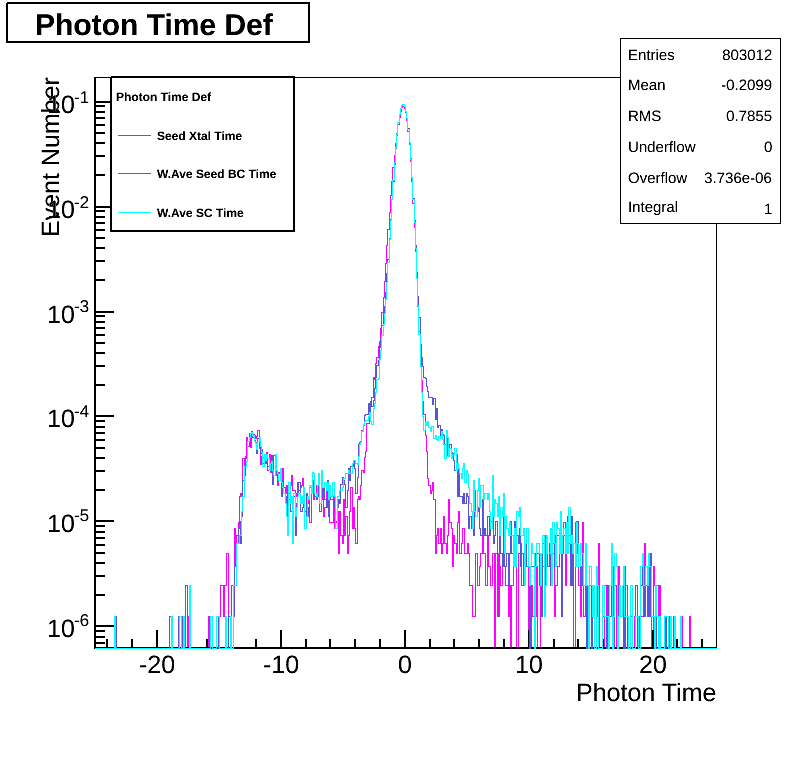 Photon Time Def
Entries 803012
Mean -0.2099
RMS 0.7855
Underflow 0
Overflow 3.736e-06
Integral 1
Photon Time Def
Seed Xtal Time
W.Ave Seed BC Time
W.Ave SC Time
Event Number
10^-1
10^-2
10^-3
10^-4
10^-5
10^-6
-20 -10 0 10 20
Photon Time